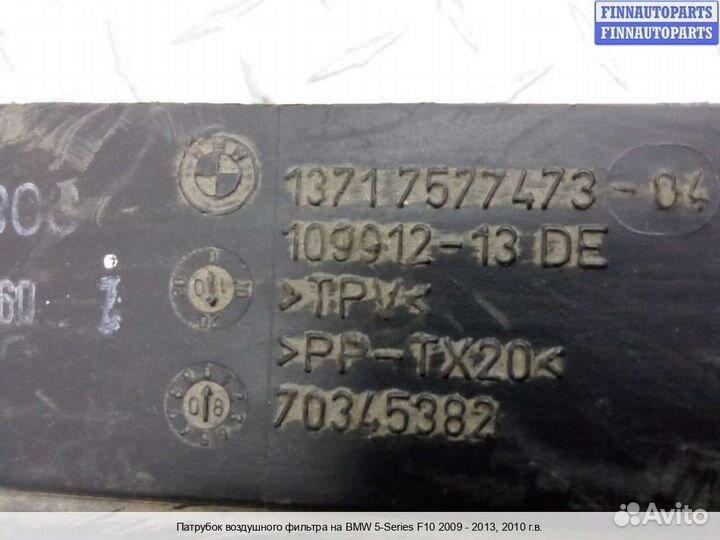 FINNAUTOPARTS
FINNAUTOPARTS
BMW
13717577473-04
109912-13 DE
>TPV<
>PP-TX20<
70345382
Патрубок воздушного фильтра на BMW 5-Series F10 2009 - 2013, 2010 г.в.
Avito